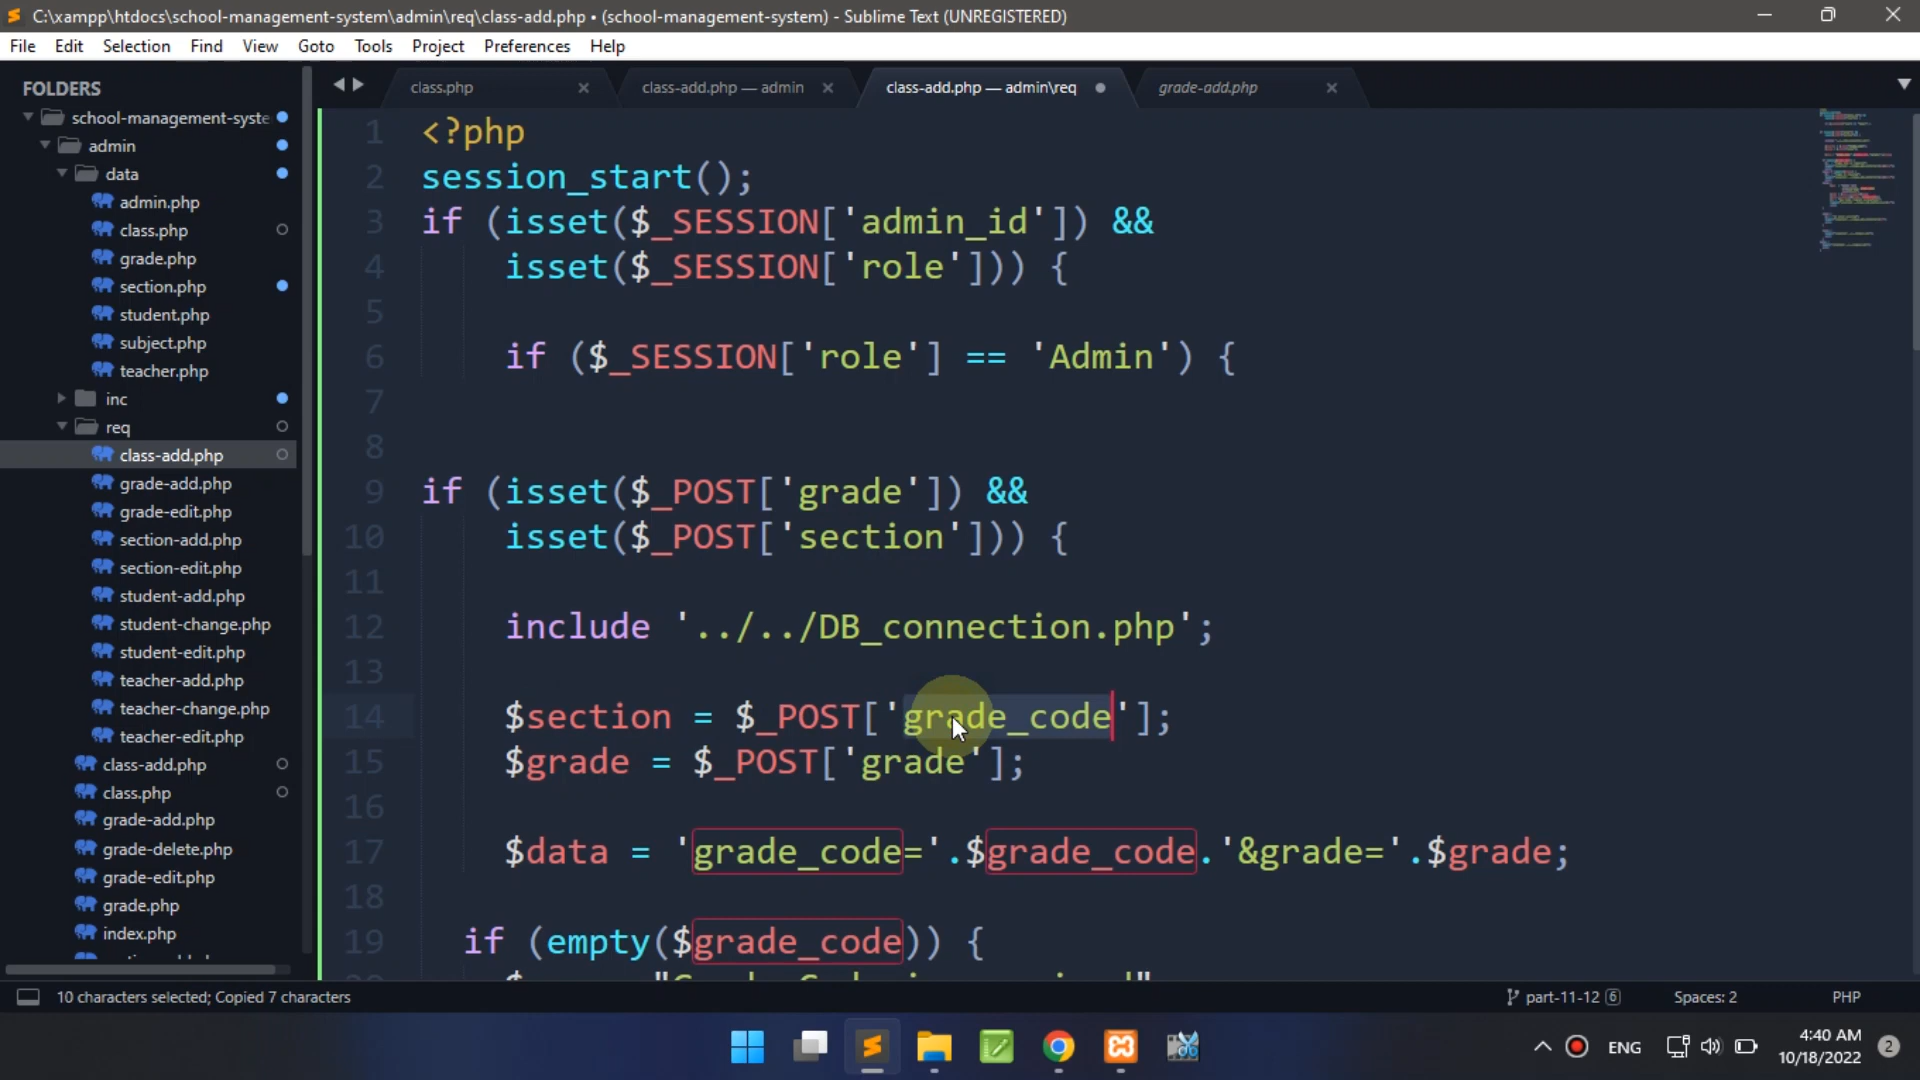 C:\xampp\htdocs\school-management-system\admin\req\class-add.php • (school-management-system) - Sublime Text (UNREGISTERED)
File Edit Selection Find View Goto Tools Project Preferences Help
FOLDERS
school-management-syste
admin
data
admin.php
class.php
grade.php
section.php
student.php
subject.php
teacher.php
inc
req
class-add.php
grade-add.php
grade-edit.php
section-add.php
section-edit.php
student-add.php
student-change.php
student-edit.php
teacher-add.php
teacher-change.php
teacher-edit.php
class-add.php
class.php
grade-add.php
grade-delete.php
grade-edit.php
grade.php
index.php
class.php class-add.php — admin class-add.php — admin\req grade-add.php
1 <?php
2 session_start();
3 if (isset($_SESSION['admin_id']) &&
4 isset($_SESSION['role'])) {
5
6 if ($_SESSION['role'] == 'Admin') {
7
8
9 if (isset($_POST['grade']) &&
10 isset($_POST['section'])) {
11
12 include '../../DB_connection.php';
13
14 $section = $_POST['grade_code'];
15 $grade = $_POST['grade'];
16
17 $data = 'grade_code='.$grade_code.'&grade='.$grade;
18
19 if (empty($grade_code)) {
10 characters selected; Copied 7 characters
part-11-12 6 Spaces: 2 PHP
ENG 4:40 AM
10/18/2022 2